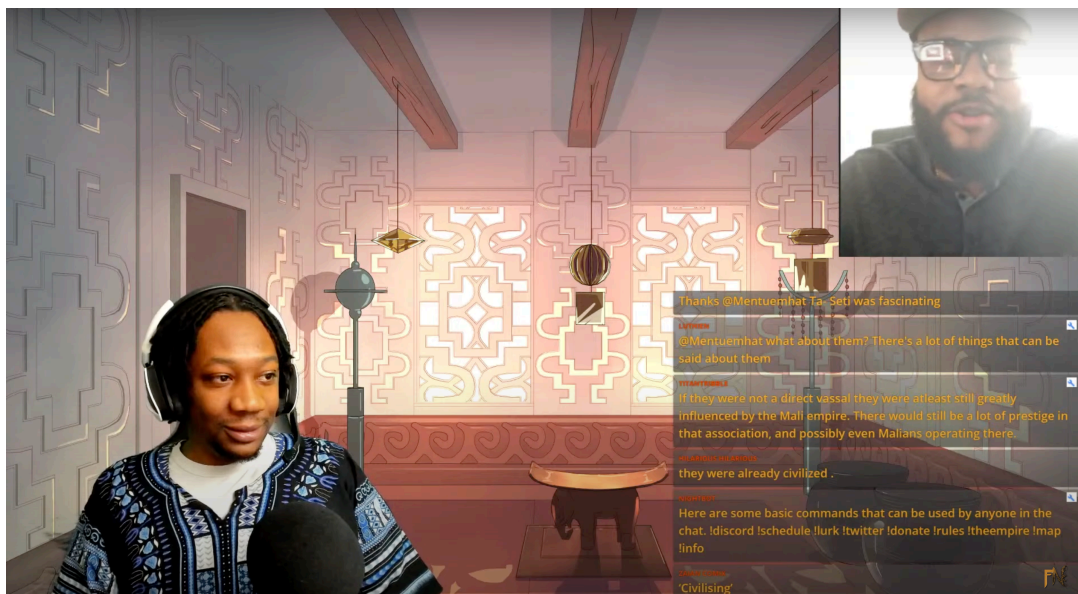 Thanks @Mentuemhat Ta- Seti was fascinating
@Mentuemhat what about them? There's a lot of things that can be
said about them
TITANTREBLE
If they were not a direct vassal they were atleast still greatly
influenced by the Mali empire. There would still be a lot of prestige in
that association, and possibly even Malians operating there.
they were already civilized .
Here are some basic commands that can be used by anyone in the
chat. !discord !schedule !lurk !twitter !donate !rules !theempire !map
!info
'Civilising'